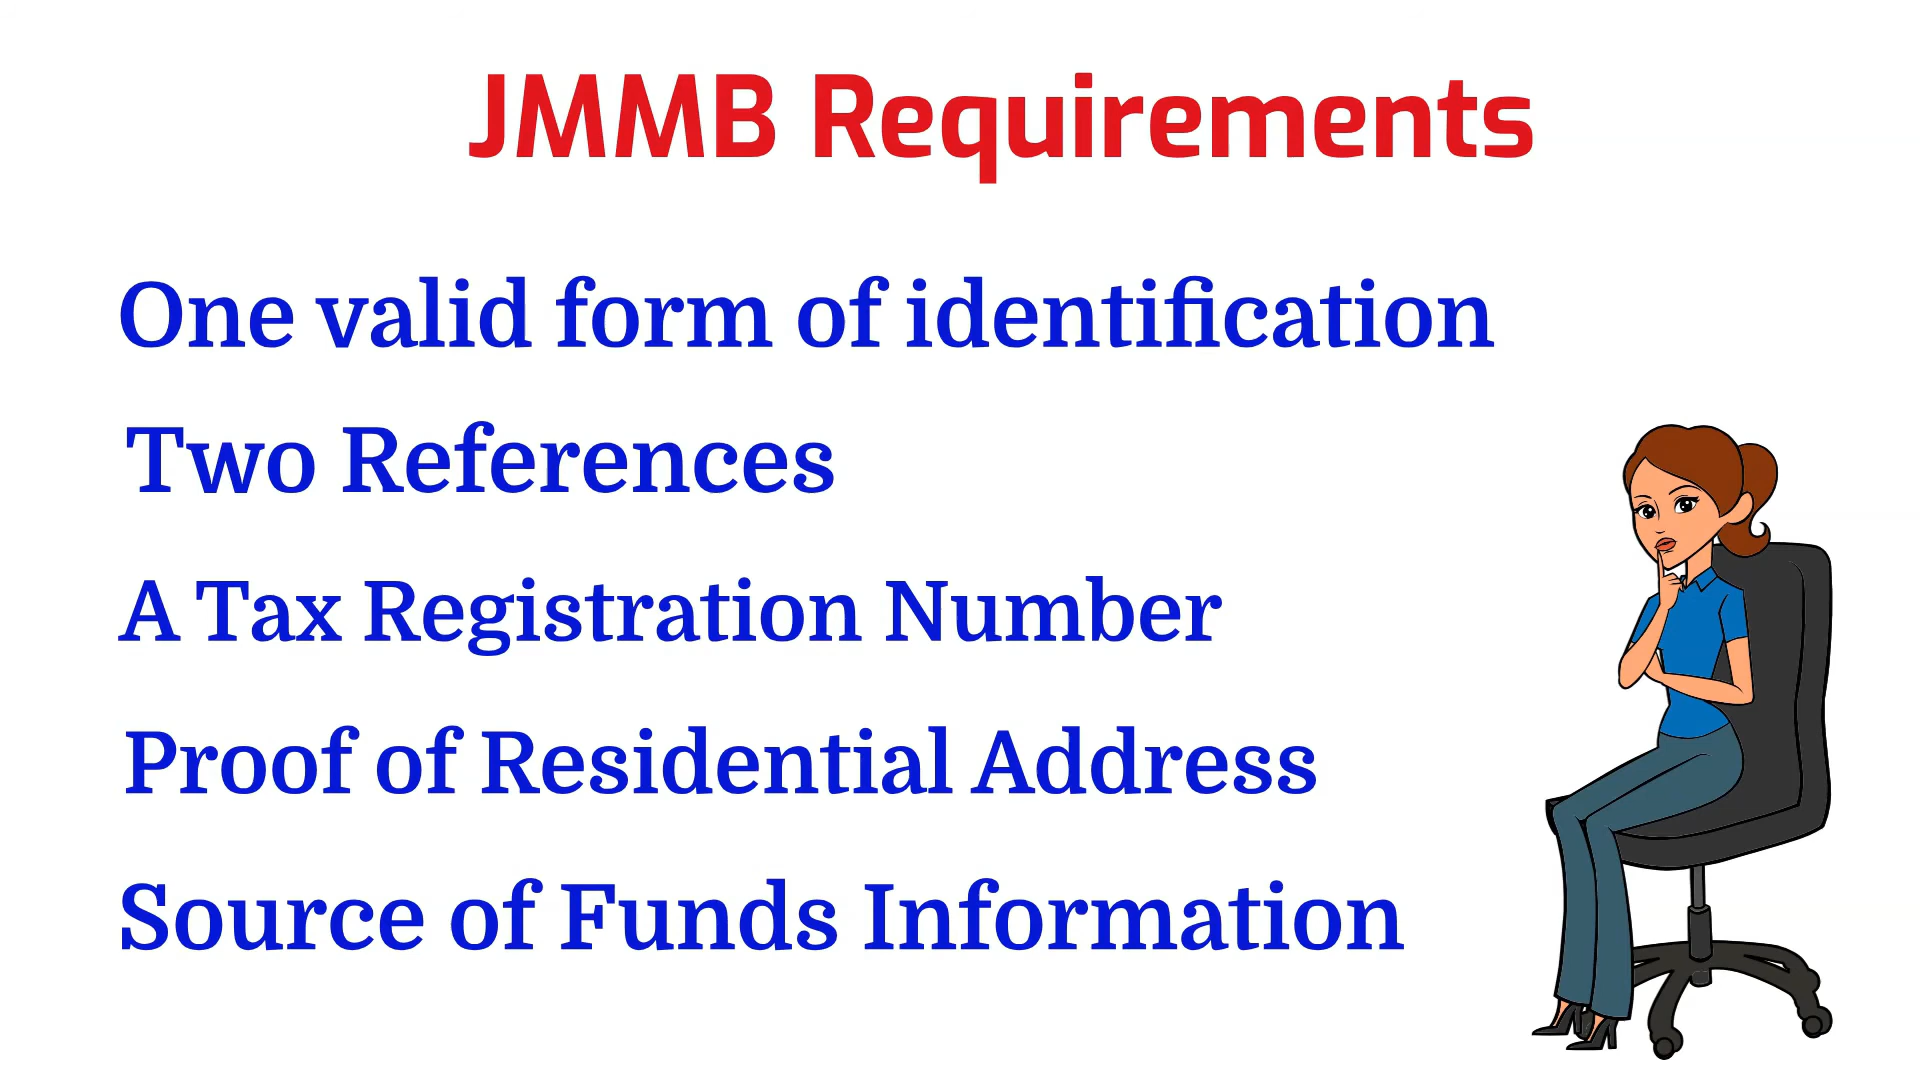 JMMB Requirements
One valid form of identification
Two References
A Tax Registration Number
Proof of Residential Address
Source of Funds Information